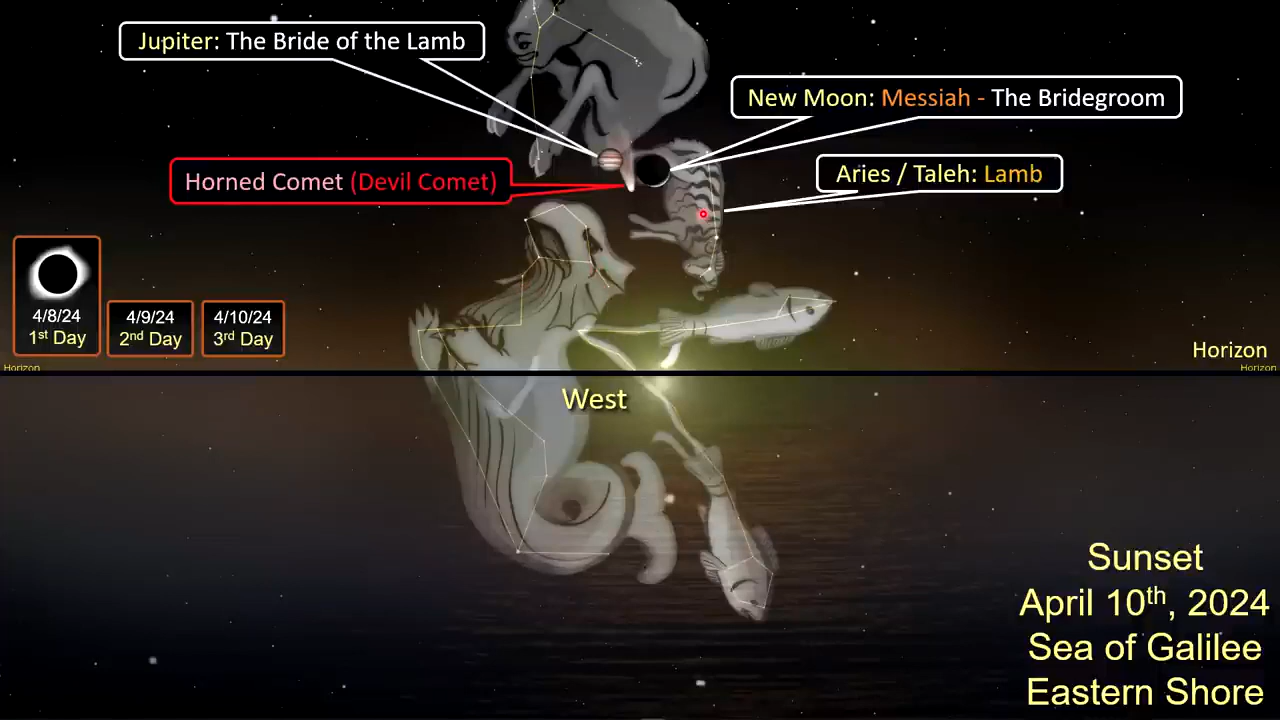 Jupiter: The Bride of the Lamb
New Moon: Messiah - The Bridegroom
Horned Comet (Devil Comet)
Aries / Taleh: Lamb
4/8/24
1st Day
4/9/24
2nd Day
4/10/24
3rd Day
Horizon
Horizon
Horizon
West
Sunset
April 10th, 2024
Sea of Galilee
Eastern Shore